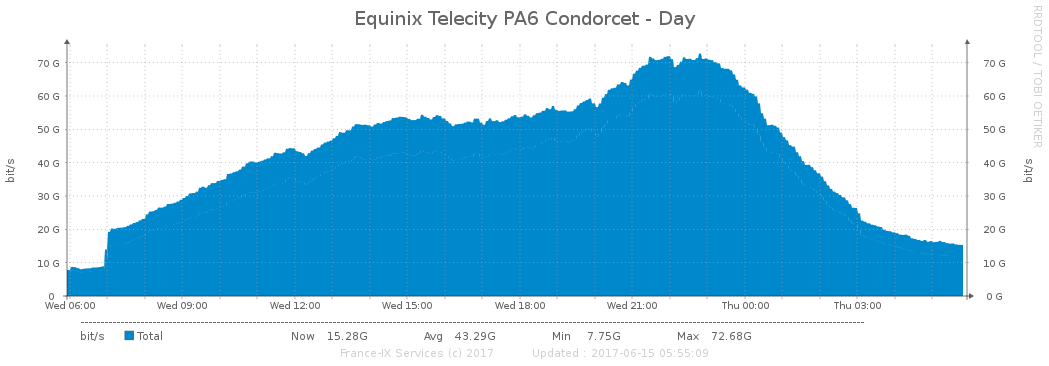 Equinix Telecity PA6 Condorcet - Day
RRDTOOL / TOBI OETIKER
bit/s
70 G 70 G
60 G 60 G
50 G 50 G
40 G 40 G
30 G 30 G
20 G 20 G
10 G 10 G
0 0 G
bit/s
Wed 06:00 Wed 09:00 Wed 12:00 Wed 15:00 Wed 18:00 Wed 21:00 Thu 00:00 Thu 03:00
bit/s Total Now 15.28G Avg 43.29G Min 7.75G Max 72.68G
France-IX Services (c) 2017 Updated : 2017-06-15 05:55:09